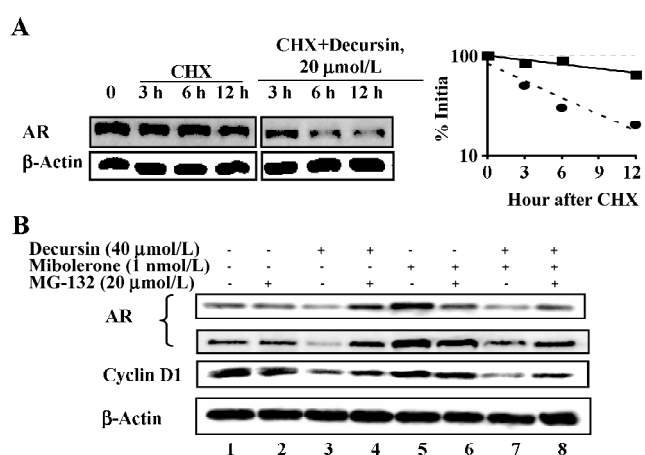 A
CHX
CHX+Decursin,
20 µmol/L
0 3 h 6 h 12 h 3 h 6 h 12 h
AR
β-Actin
100
10
% Initia
0 3 6 9 12
Hour after CHX
B
Decursin (40 µmol/L) - - + + - - + +
Mibolerone (1 nmol/L) - - - - + + + +
MG-132 (20 µmol/L) - + - + - + - +
AR
Cyclin D1
β-Actin
1 2 3 4 5 6 7 8